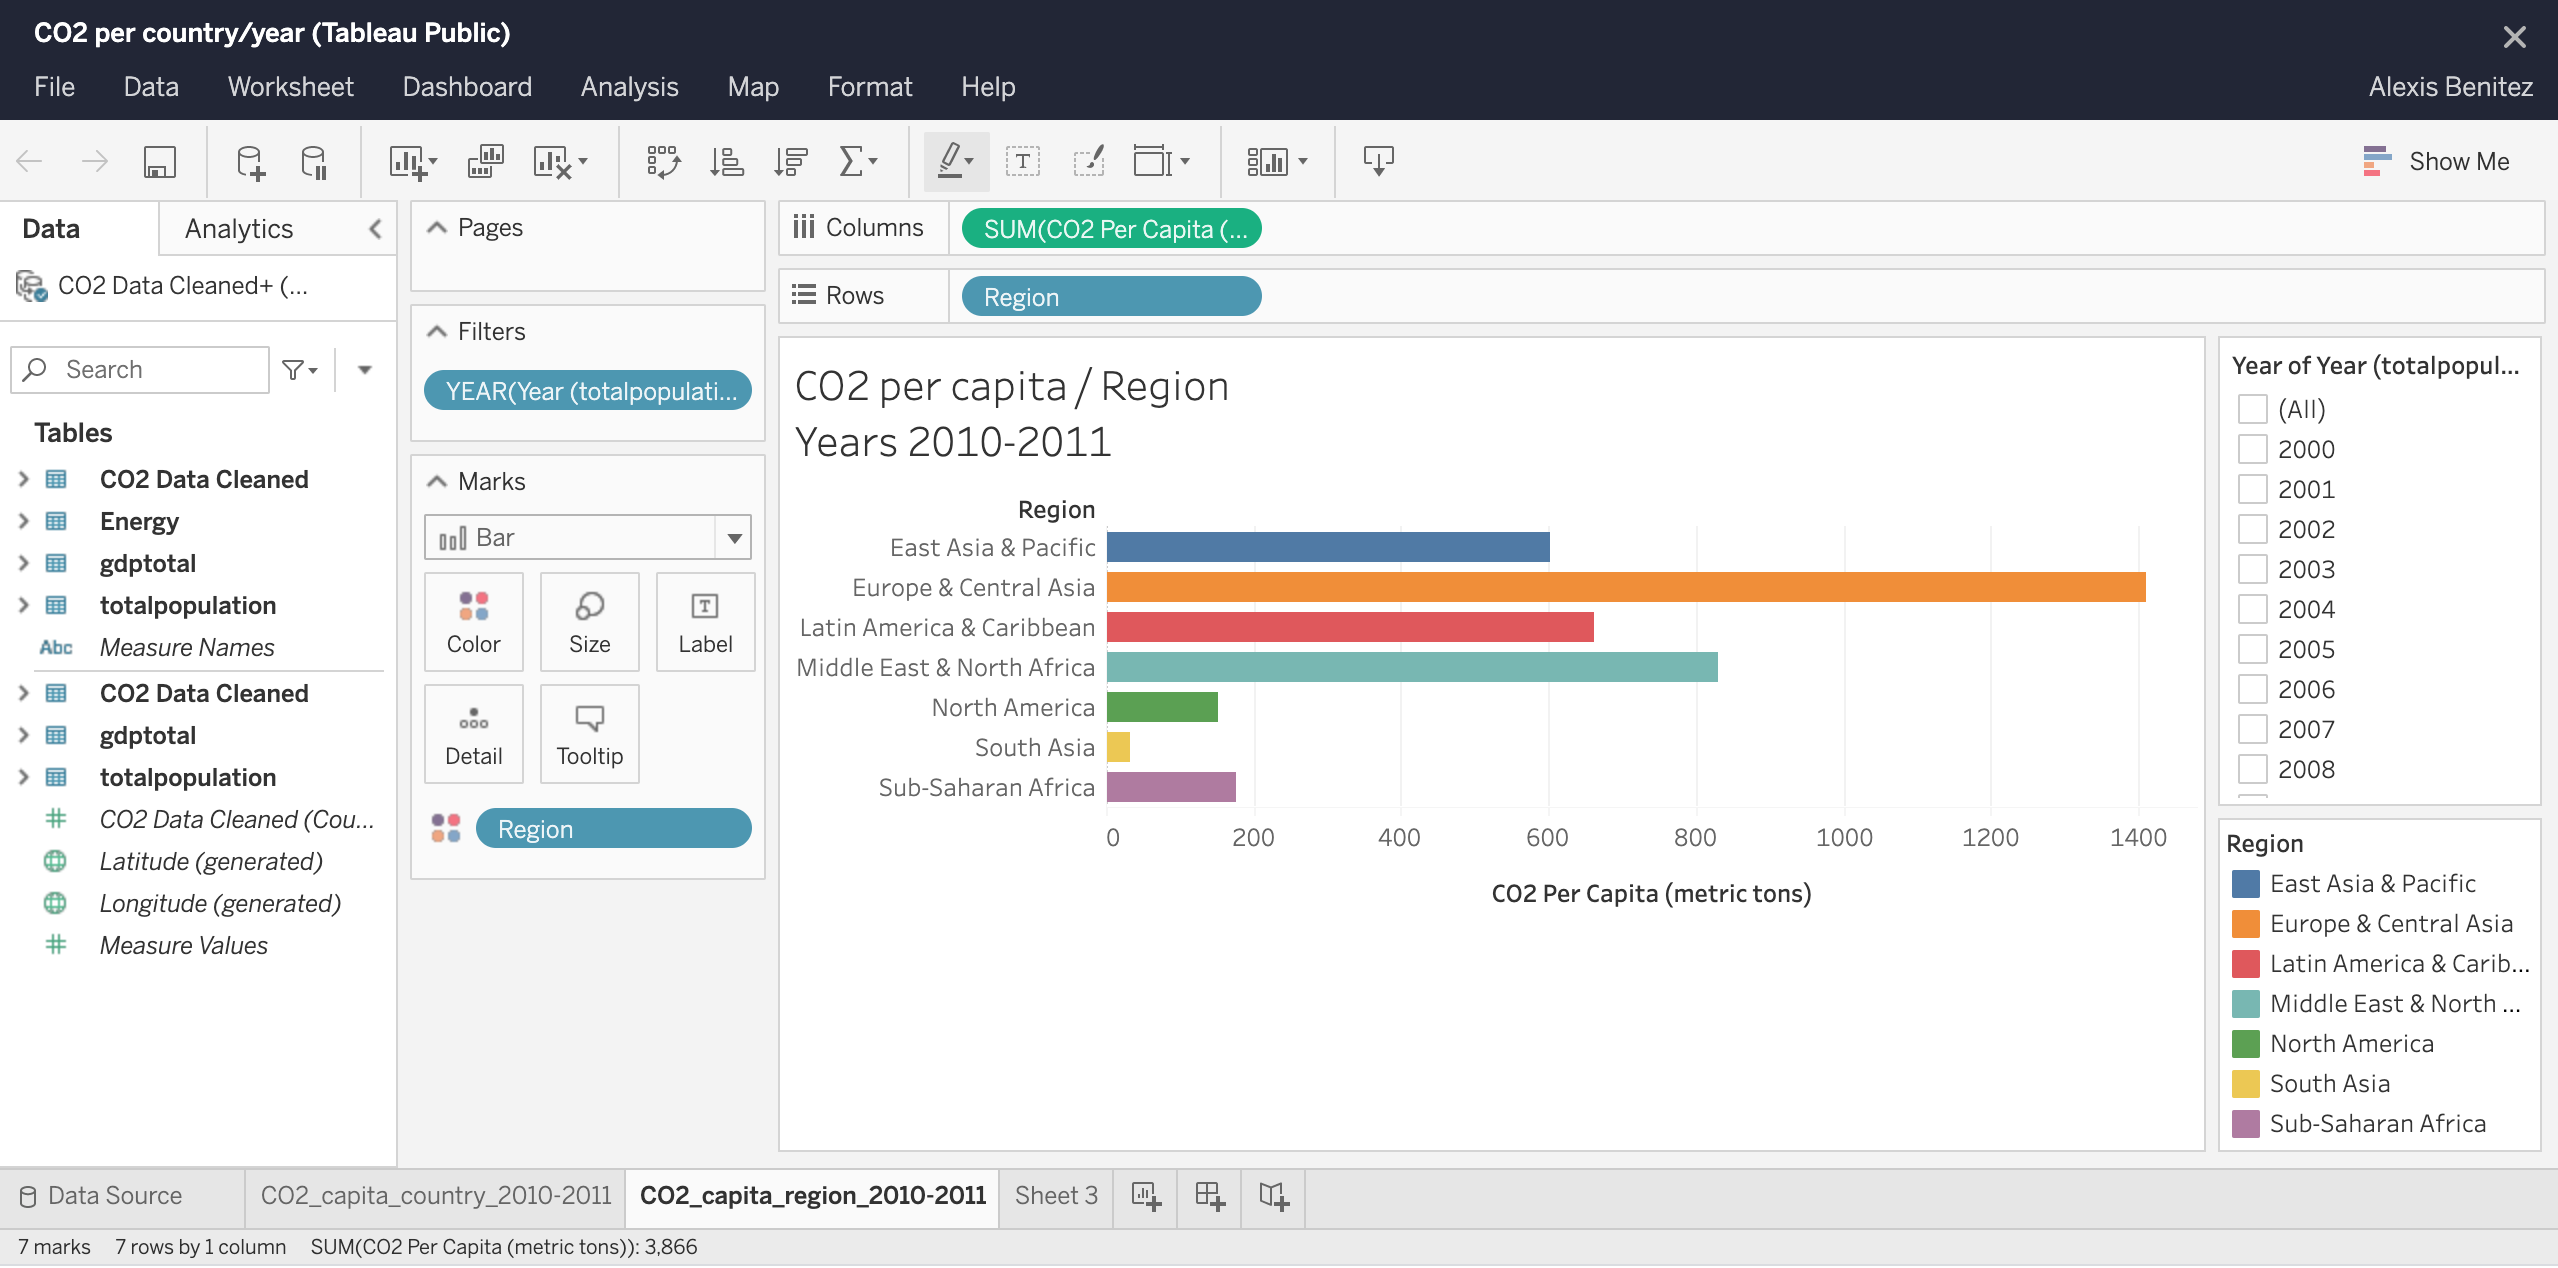 CO2 per country/year (Tableau Public)
File Data Worksheet Dashboard Analysis Map Format Help
Alexis Benitez
Show Me
Data Analytics
CO2 Data Cleaned+ (...
Search
Tables
CO2 Data Cleaned
Energy
gdptotal
totalpopulation
Abc Measure Names
CO2 Data Cleaned
gdptotal
totalpopulation
CO2 Data Cleaned (Cou...
Latitude (generated)
Longitude (generated)
Measure Values
Pages
Filters
YEAR(Year (totalpopulati...
Marks
Bar
Color Size Label
Detail Tooltip
Region
Columns SUM(CO2 Per Capita (...
Rows Region
CO2 per capita / Region
Years 2010-2011
Region
East Asia & Pacific
Europe & Central Asia
Latin America & Caribbean
Middle East & North Africa
North America
South Asia
Sub-Saharan Africa
0 200 400 600 800 1000 1200 1400
CO2 Per Capita (metric tons)
Year of Year (totalpopul...
(All)
2000
2001
2002
2003
2004
2005
2006
2007
2008
Region
East Asia & Pacific
Europe & Central Asia
Latin America & Carib...
Middle East & North ...
North America
South Asia
Sub-Saharan Africa
Data Source CO2_capita_country_2010-2011 CO2_capita_region_2010-2011 Sheet 3
7 marks 7 rows by 1 column SUM(CO2 Per Capita (metric tons)): 3,866